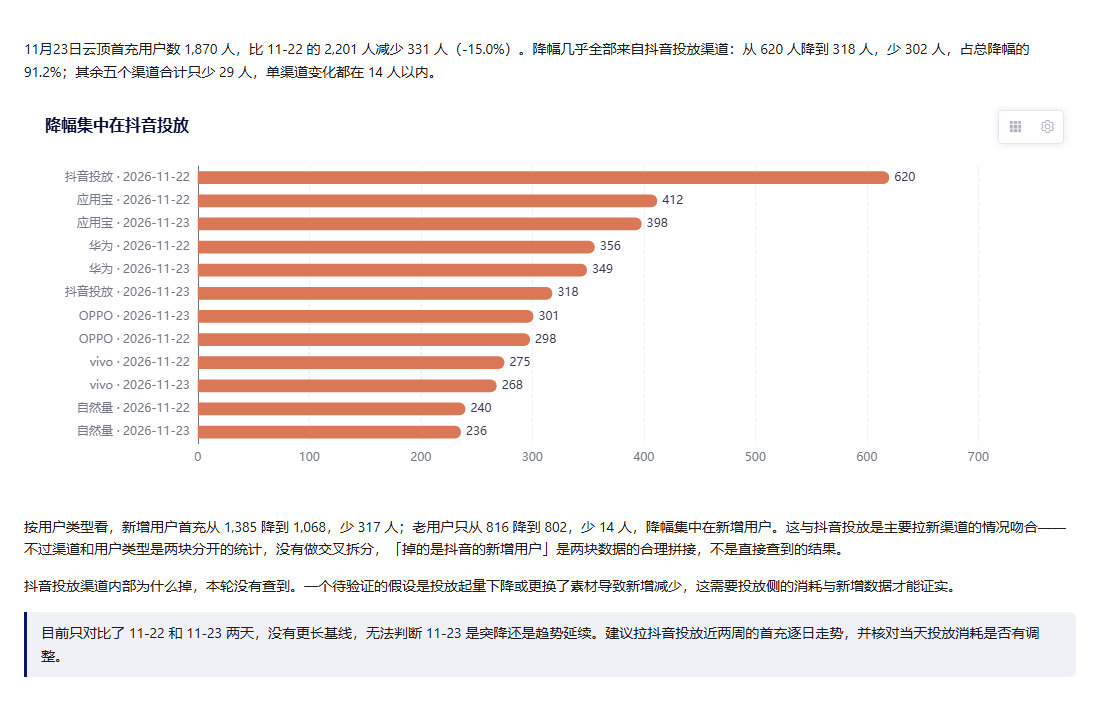 11月23日云顶首充用户数 1,870 人，比 11-22 的 2,201 人减少 331 人（-15.0%）。降幅几乎全部来自抖音投放渠道：从 620 人降到 318 人，少 302 人，占总降幅的
91.2%；其余五个渠道合计只少 29 人，单渠道变化都在 14 人以内。
降幅集中在抖音投放
抖音投放 · 2026-11-22 620
应用宝 · 2026-11-22 412
应用宝 · 2026-11-23 398
华为 · 2026-11-22 356
华为 · 2026-11-23 349
抖音投放 · 2026-11-23 318
OPPO · 2026-11-23 301
OPPO · 2026-11-22 298
vivo · 2026-11-22 275
vivo · 2026-11-23 268
自然量 · 2026-11-22 240
自然量 · 2026-11-23 236
0 100 200 300 400 500 600 700
按用户类型看，新增用户首充从 1,385 降到 1,068，少 317 人；老用户只从 816 降到 802，少 14 人，降幅集中在新增用户。这与抖音投放是主要拉新渠道的情况吻合——
不过渠道和用户类型是两块分开的统计，没有做交叉拆分，「掉的是抖音的新增用户」是两块数据的合理拼接，不是直接查到的结果。
抖音投放渠道内部为什么掉，本轮没有查到。一个待验证的假设是投放起量下降或更换了素材导致新增减少，这需要投放侧的消耗与新增数据才能证实。
目前只对比了 11-22 和 11-23 两天，没有更长基线，无法判断 11-23 是突降还是趋势延续。建议拉抖音投放近两周的首充逐日走势，并核对当天投放消耗是否有调
整。